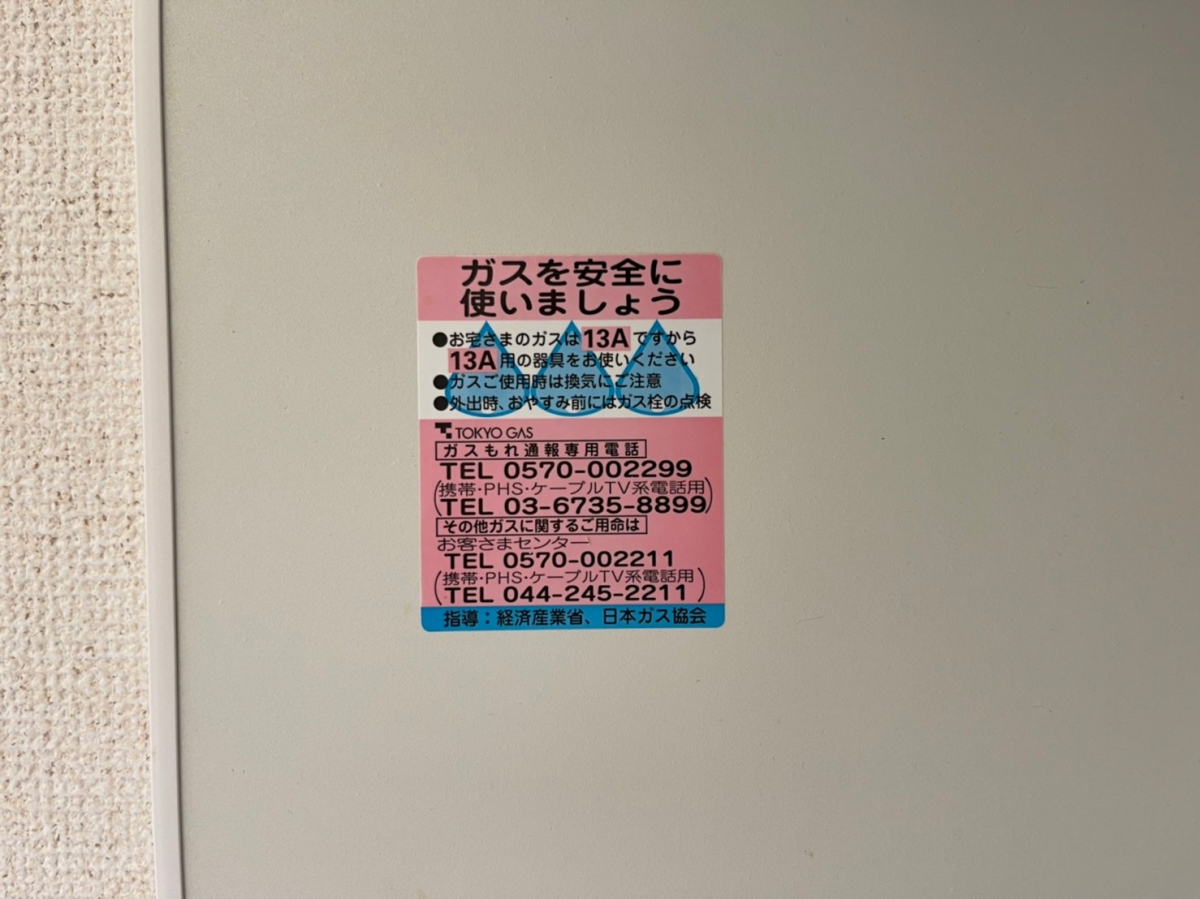 ガスを安全に
使いましょう
●お宅さまのガスは13Aですから
13A用の器具をお使いください
●ガスご使用時は換気にご注意
●外出時、おやすみ前にはガス栓の点検
TOKYO GAS
ガスもれ通報専用電話
TEL 0570-002299
(携帯・PHS・ケーブルTV系電話用)
TEL 03-6735-8899
その他ガスに関するご用命は
お客さまセンター
TEL 0570-002211
(携帯・PHS・ケーブルTV系電話用)
TEL 044-245-2211
指導:経済産業省、日本ガス協会